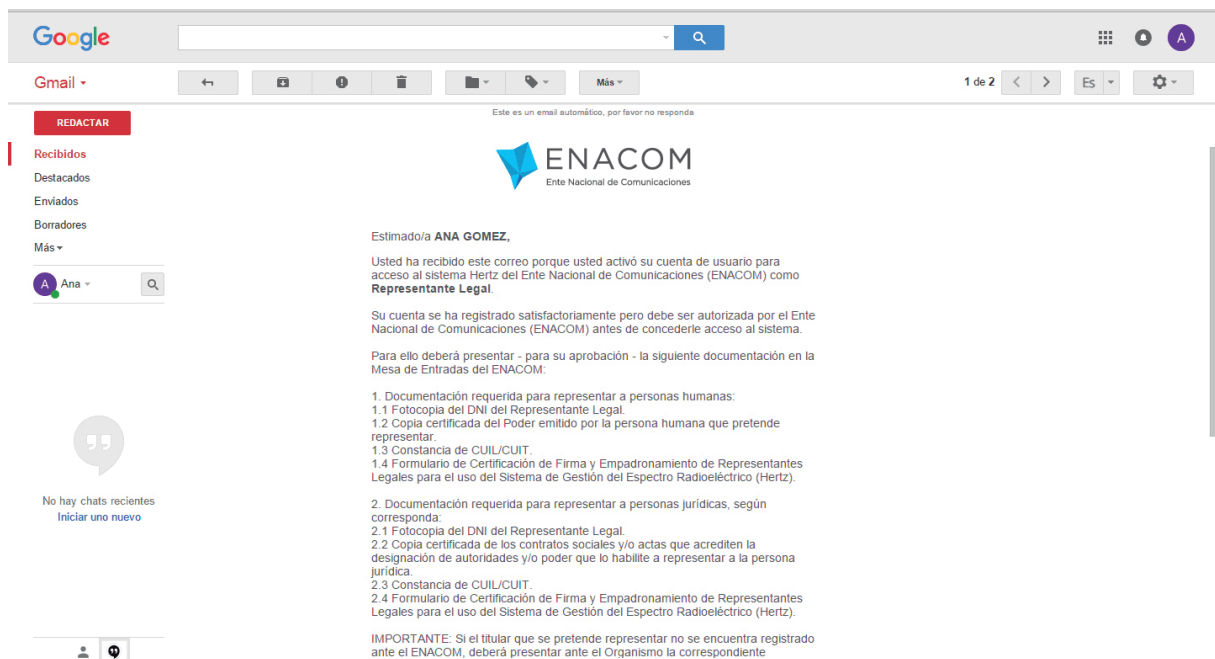 Google
A
Gmail
Más
1 de 2
Es
REDACTAR
Recibidos
Destacados
Enviados
Borradores
Más
A Ana
No hay chats recientes
Iniciar uno nuevo
Este es un email automático, por favor no responda
ENACOM
Ente Nacional de Comunicaciones
Estimado/a ANA GOMEZ,
Usted ha recibido este correo porque usted activó su cuenta de usuario para
acceso al sistema Hertz del Ente Nacional de Comunicaciones (ENACOM) como
Representante Legal.
Su cuenta se ha registrado satisfactoriamente pero debe ser autorizada por el Ente
Nacional de Comunicaciones (ENACOM) antes de concederle acceso al sistema.
Para ello deberá presentar - para su aprobación - la siguiente documentación en la
Mesa de Entradas del ENACOM:
1. Documentación requerida para representar a personas humanas:
1.1 Fotocopia del DNI del Representante Legal.
1.2 Copia certificada del Poder emitido por la persona humana que pretende
representar.
1.3 Constancia de CUIL/CUIT.
1.4 Formulario de Certificación de Firma y Empadronamiento de Representantes
Legales para el uso del Sistema de Gestión del Espectro Radioeléctrico (Hertz).
2. Documentación requerida para representar a personas jurídicas, según
corresponda:
2.1 Fotocopia del DNI del Representante Legal.
2.2 Copia certificada de los contratos sociales y/o actas que acrediten la
designación de autoridades y/o poder que lo habilite a representar a la persona
jurídica.
2.3 Constancia de CUIL/CUIT.
2.4 Formulario de Certificación de Firma y Empadronamiento de Representantes
Legales para el uso del Sistema de Gestión del Espectro Radioeléctrico (Hertz).
IMPORTANTE: Si el titular que se pretende representar no se encuentra registrado
ante el ENACOM, deberá presentar ante el Organismo la correspondiente